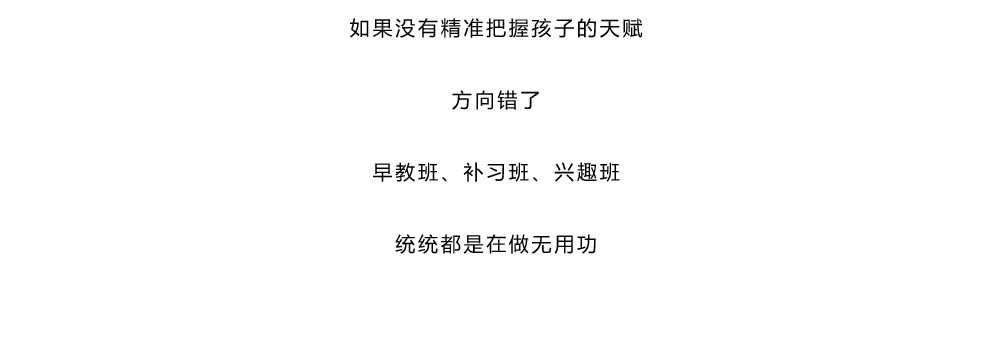 如果没有精准把握孩子的天赋
方向错了
早教班、补习班、兴趣班
统统都是在做无用功